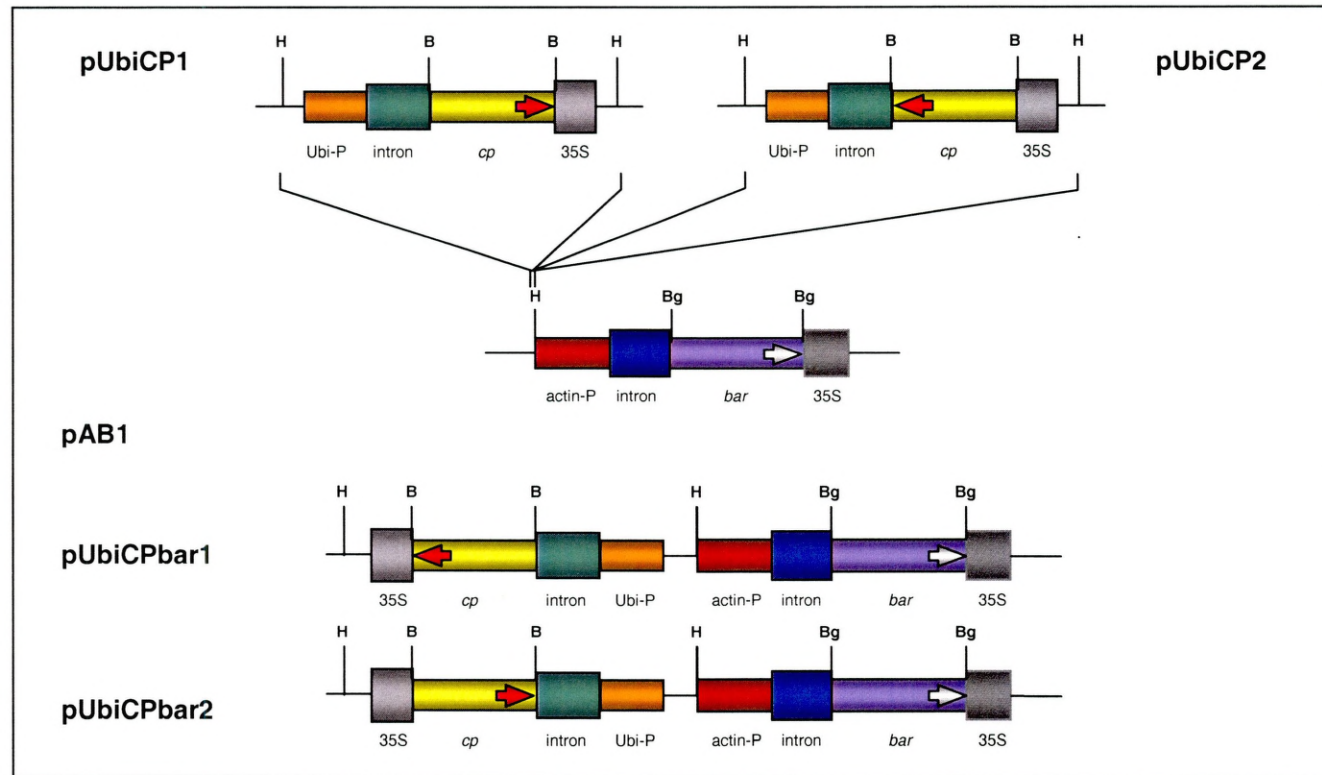 H B B H H B B H
pUbiCP1 pUbiCP2
Ubi-P intron cp 35S Ubi-P intron cp 35S
H Bg Bg
actin-P intron bar 35S
pAB1
H B B H Bg Bg
pUbiCPbar1
35S cp intron Ubi-P actin-P intron bar 35S
H B B H Bg Bg
pUbiCPbar2
35S cp intron Ubi-P actin-P intron bar 35S